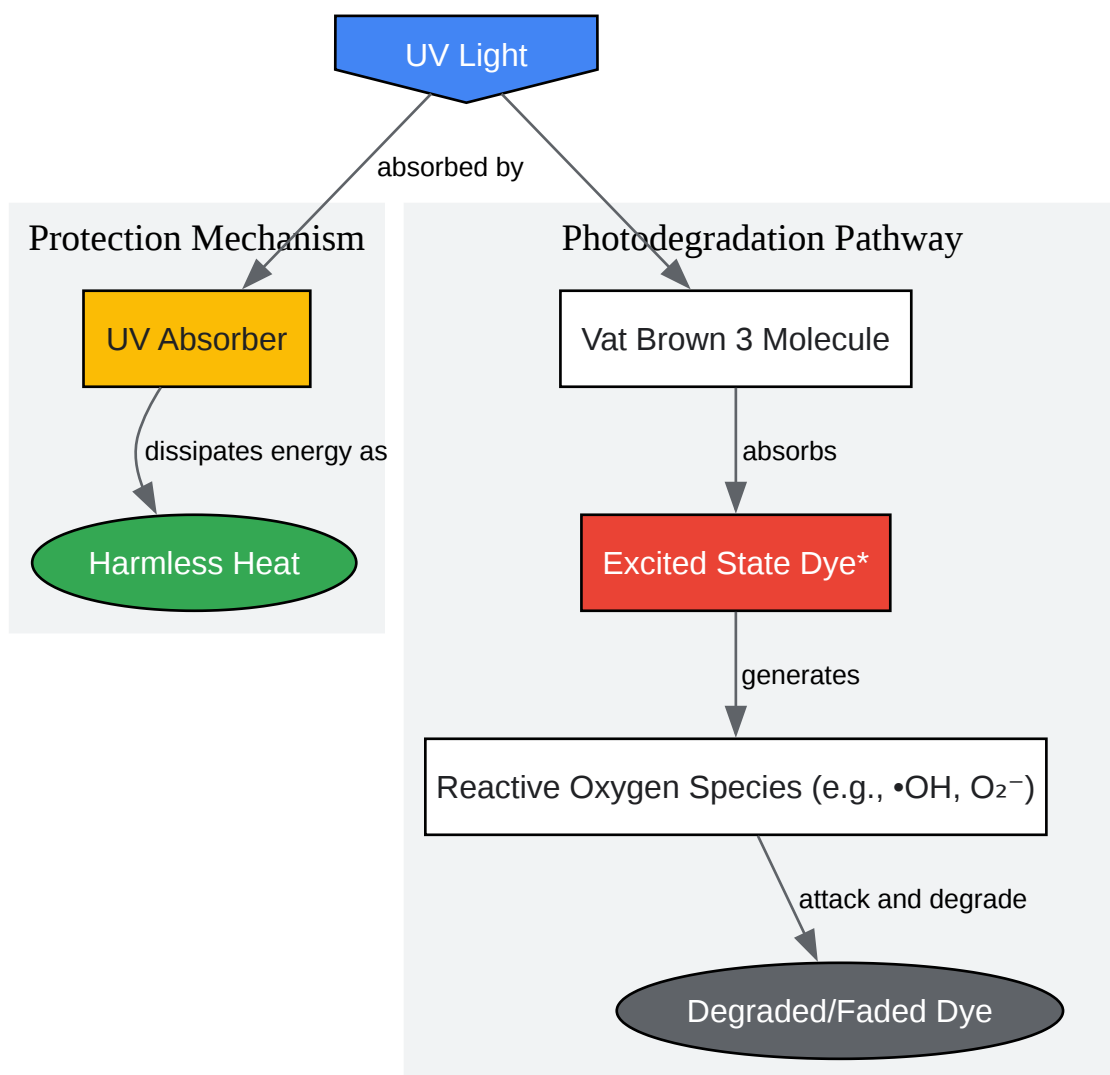 UV Light
absorbed by
Protection Mechanism
Photodegradation Pathway
UV Absorber
Vat Brown 3 Molecule
dissipates energy as
absorbs
Harmless Heat
Excited State Dye*
generates
Reactive Oxygen Species (e.g., •OH, O₂⁻)
attack and degrade
Degraded/Faded Dye